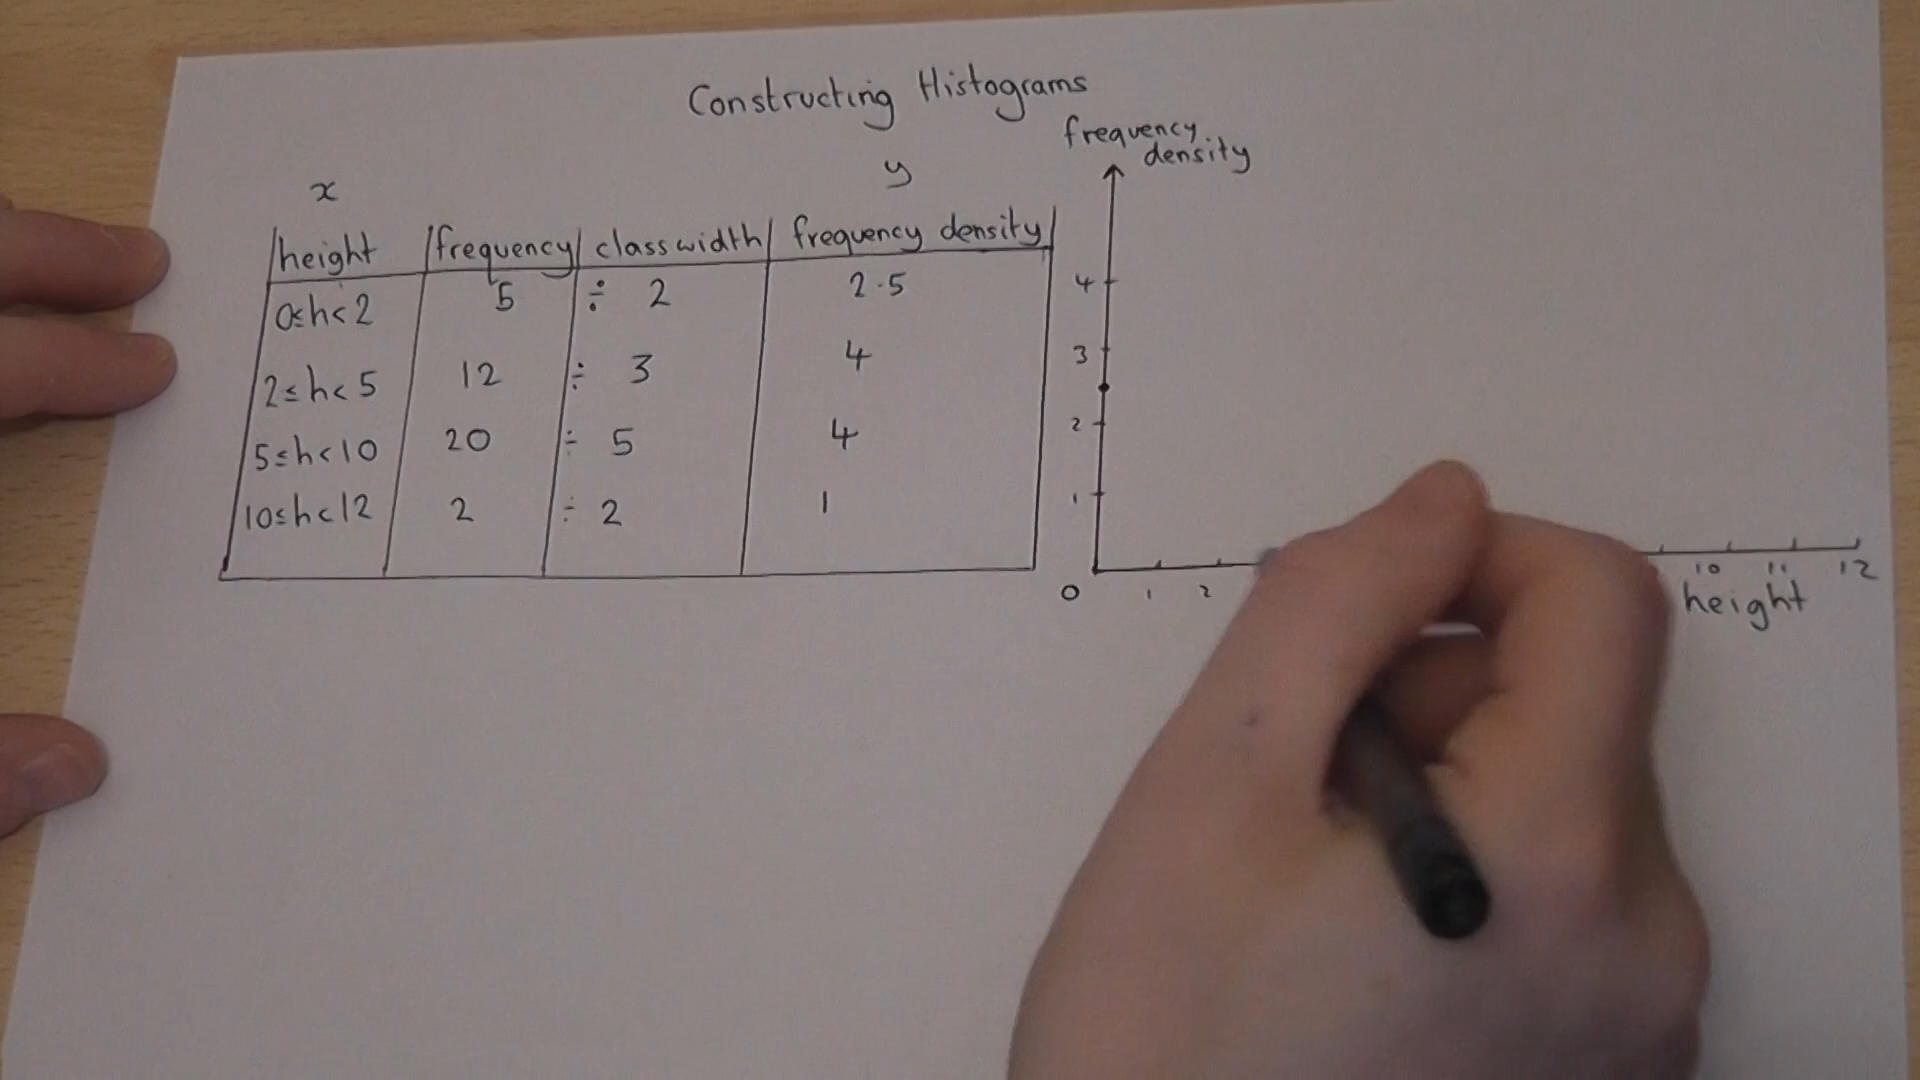 Constructing Histograms
x y
height frequency class width frequency density
0≤h<2 5 ÷ 2 2·5
2≤h<5 12 ÷ 3 4
5≤h<10 20 ÷ 5 4
10≤h<12 2 ÷ 2 1
frequency
density
4
3
2
1
0 1 2 10 11 12
height